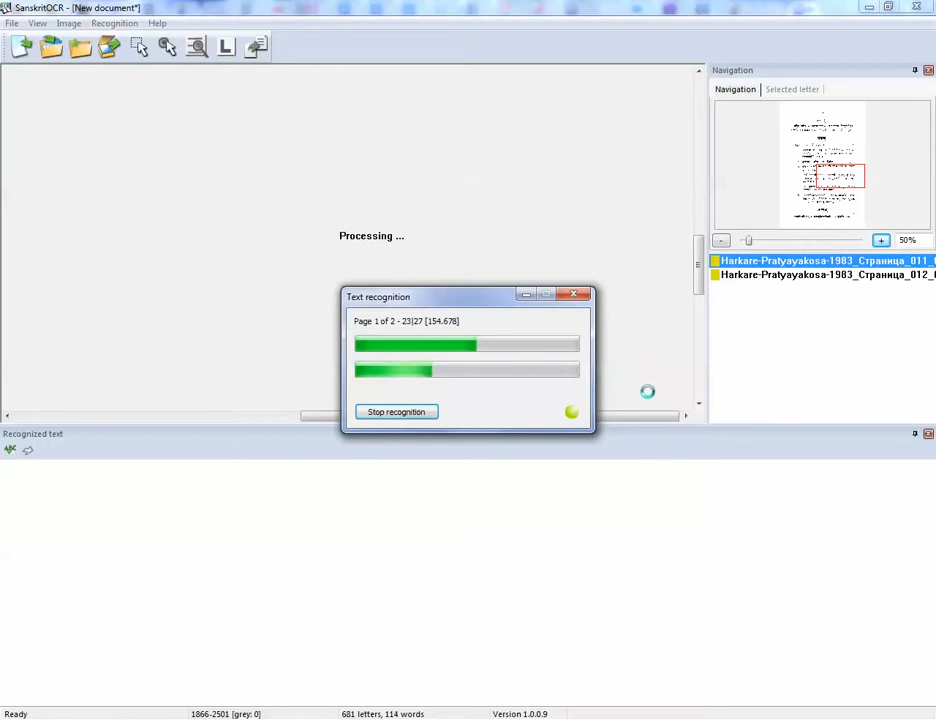 SanskritOCR - [New document*]
File View Image Recognition Help
Navigation
Navigation Selected letter
Processing ...
50%
Harkare-Pratyayakosa-1983_Страница_011_
Harkare-Pratyayakosa-1983_Страница_012_
Text recognition
Page 1 of 2 - 23|27 [154.678]
Stop recognition
Recognized text
Ready 1866-2501 [grey: 0] 681 letters, 114 words Version 1.0.0.9